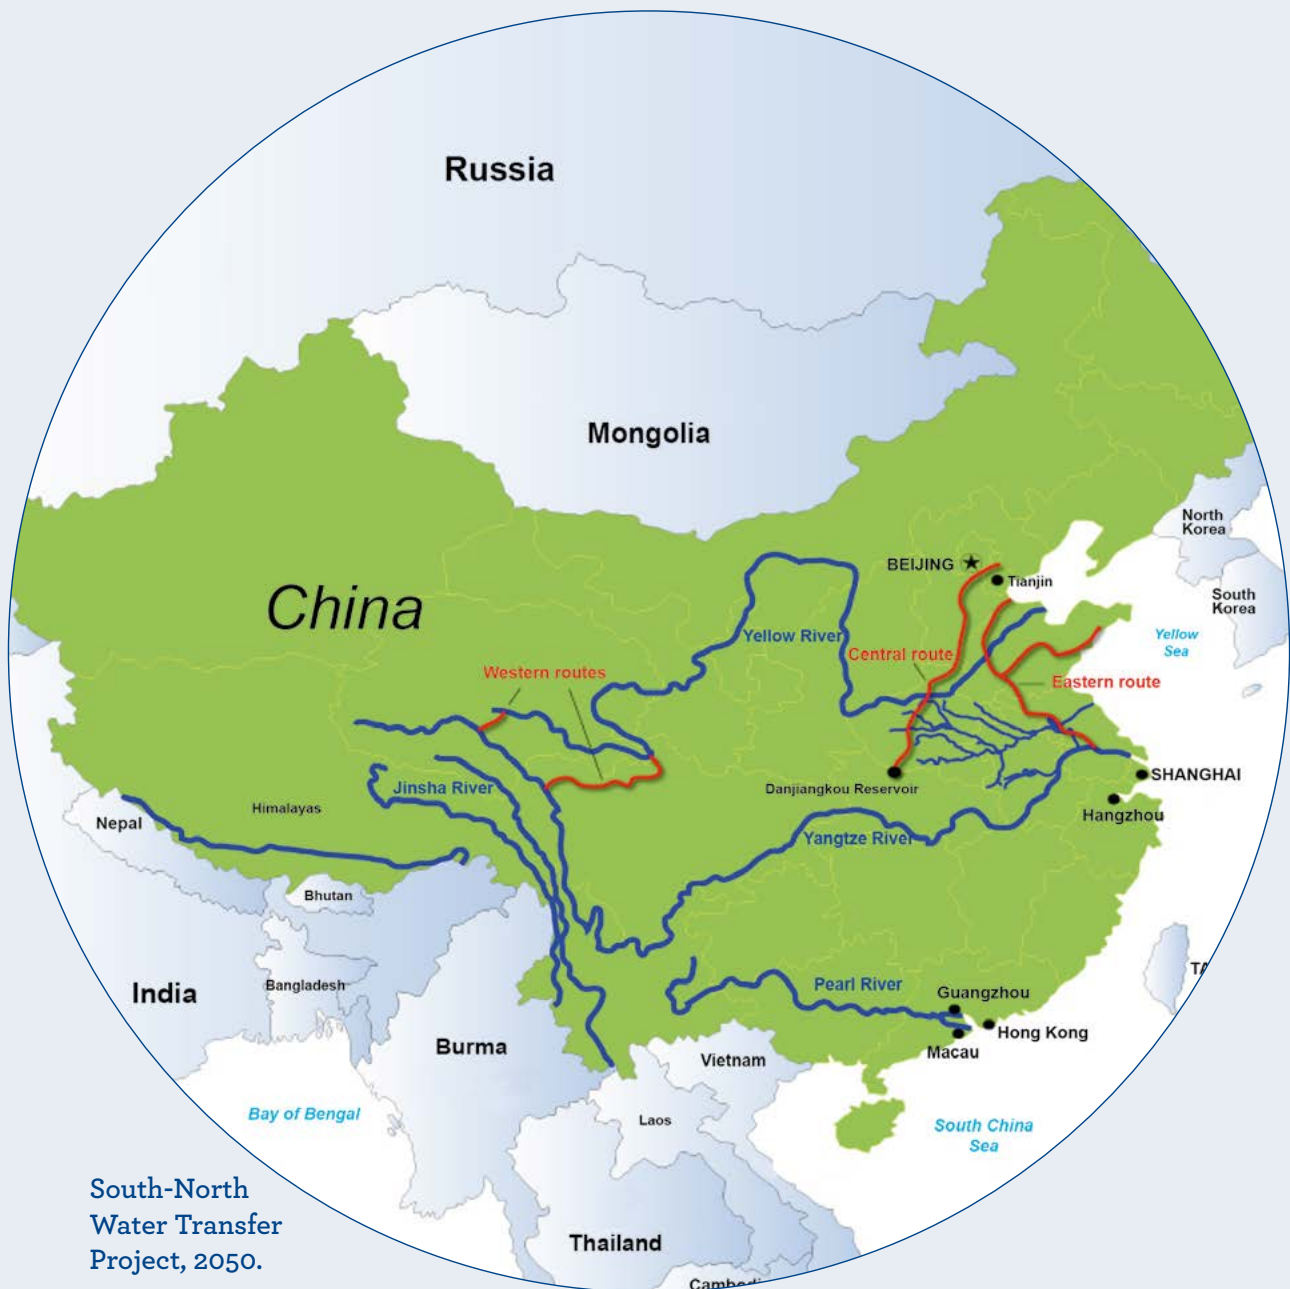 Russia
Mongolia
North
Korea
BEIJING
Tianjin
South
Korea
China
Yellow River
Yellow
Sea
Central route
Western routes
Eastern route
SHANGHAI
Jinsha River
Danjiangkou Reservoir
Himalayas
Hangzhou
Nepal
Yangtze River
Bhutan
India
Bangladesh
Pearl River
Guangzhou
TA
Hong Kong
Burma
Macau
Vietnam
Bay of Bengal
Laos
South China
Sea
South-North
Water Transfer
Project, 2050.
Thailand